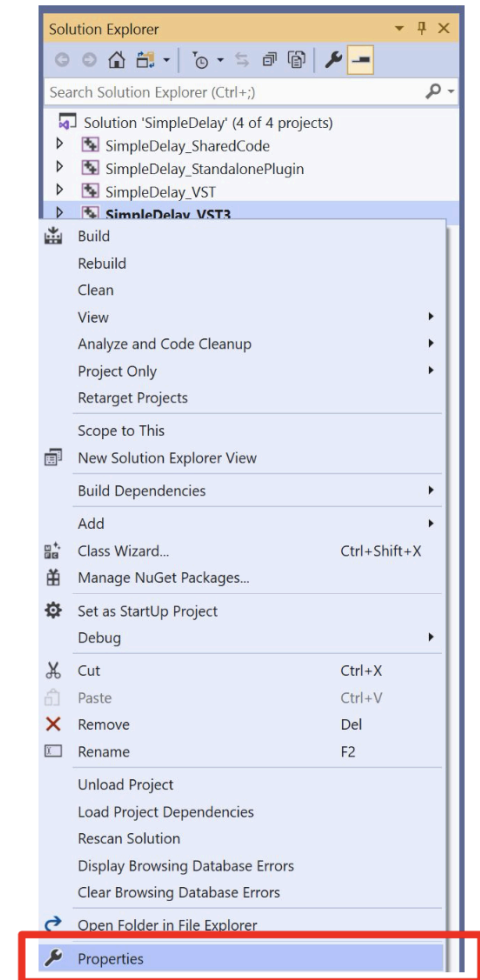 Solution Explorer
Search Solution Explorer (Ctrl+;)
Solution 'SimpleDelay' (4 of 4 projects)
SimpleDelay_SharedCode
SimpleDelay_StandalonePlugin
SimpleDelay_VST
SimpleDelay_VST3
Build
Rebuild
Clean
View
Analyze and Code Cleanup
Project Only
Retarget Projects
Scope to This
New Solution Explorer View
Build Dependencies
Add
Class Wizard... Ctrl+Shift+X
Manage NuGet Packages...
Set as StartUp Project
Debug
Cut Ctrl+X
Paste Ctrl+V
Remove Del
Rename F2
Unload Project
Load Project Dependencies
Rescan Solution
Display Browsing Database Errors
Clear Browsing Database Errors
Open Folder in File Explorer
Properties